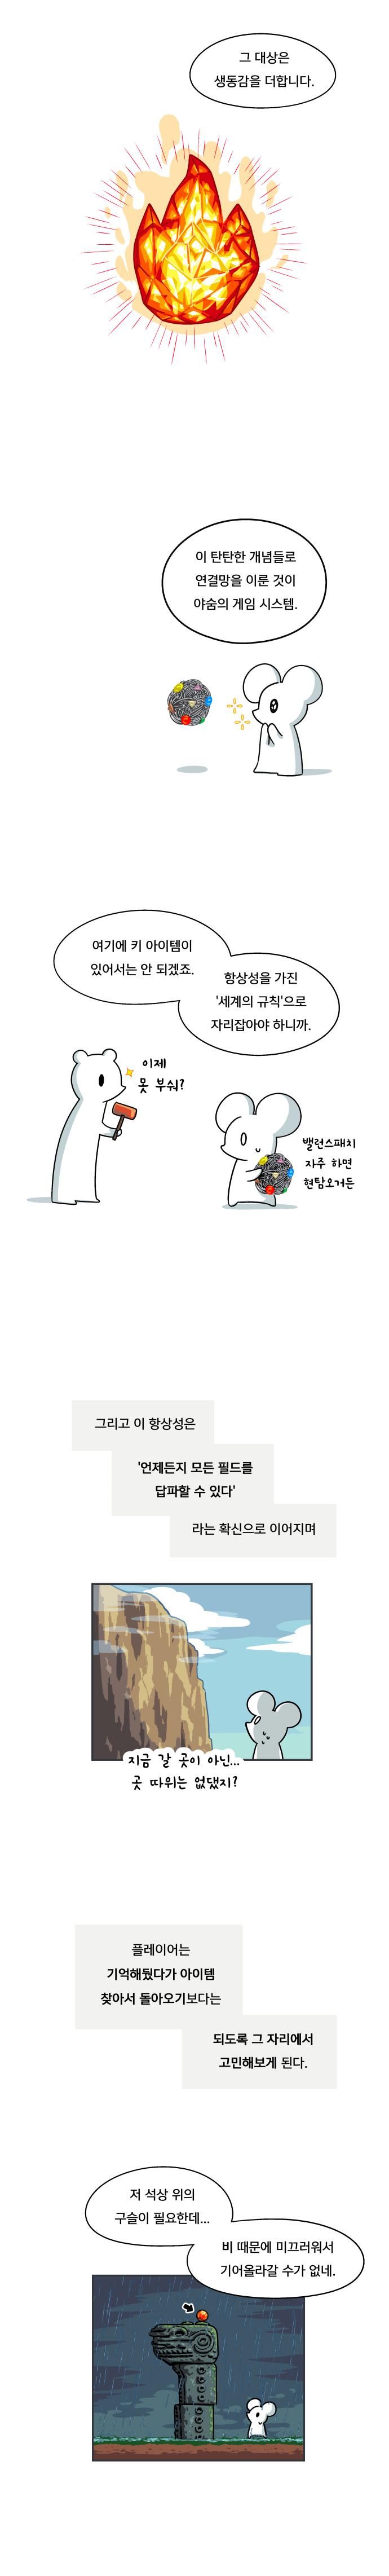 그 대상은
생동감을 더합니다.
이 탄탄한 개념들로
연결망을 이룬 것이
야숨의 게임 시스템.
여기에 키 아이템이
있어서는 안 되겠죠.
항상성을 가진
'세계의 규칙'으로
자리잡아야 하니까.
이제
못 부숴?
밸런스패치
자주 하면
현탐오거든
그리고 이 항상성은
'언제든지 모든 필드를
답파할 수 있다'
라는 확신으로 이어지며
지금 갈 곳이 아닌...
곳 따위는 없댔지?
플레이어는
기억해뒀다가 아이템
찾아서 돌아오기보다는
되도록 그 자리에서
고민해보게 된다.
저 석상 위의
구슬이 필요한데...
비 때문에 미끄러워서
기어올라갈 수가 없네.